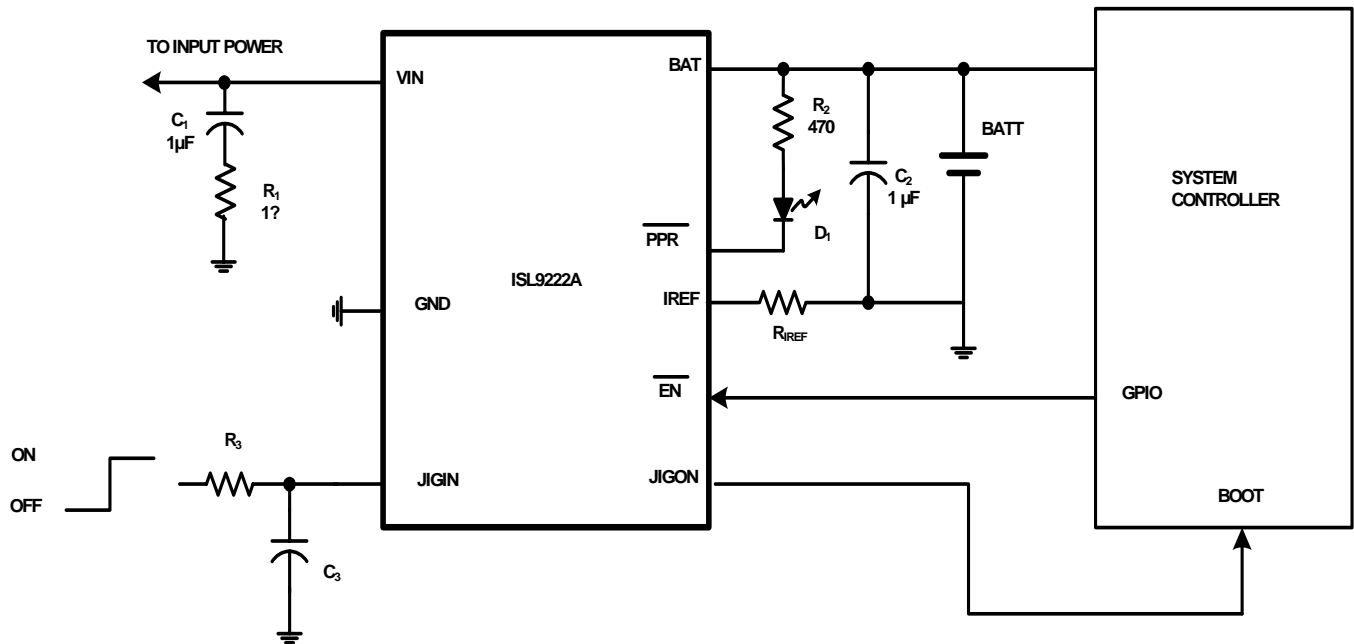 TO INPUT POWER
VIN
BAT
C1
1µF
R1
1?
R2
470
BATT
C2
1 µF
D1
SYSTEM
CONTROLLER
PPR
ISL9222A
GND
IREF
RIREF
EN
GPIO
R3
ON
OFF
JIGIN
JIGON
BOOT
C3